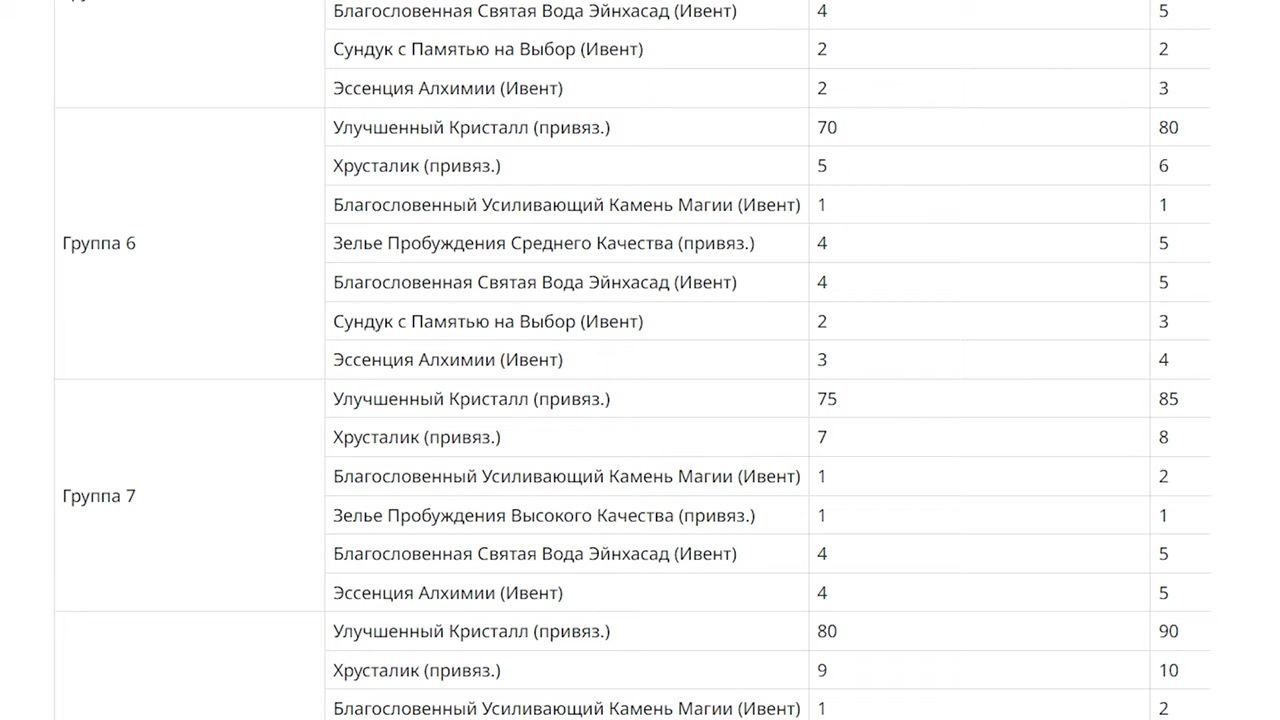 Благословенная Святая Вода Эйнхасад (Ивент) 4 5
Сундук с Памятью на Выбор (Ивент) 2 2
Эссенция Алхимии (Ивент) 2 3
Улучшенный Кристалл (привяз.) 70 80
Хрусталик (привяз.) 5 6
Благословенный Усиливающий Камень Магии (Ивент) 1 1
Группа 6 Зелье Пробуждения Среднего Качества (привяз.) 4 5
Благословенная Святая Вода Эйнхасад (Ивент) 4 5
Сундук с Памятью на Выбор (Ивент) 2 3
Эссенция Алхимии (Ивент) 3 4
Улучшенный Кристалл (привяз.) 75 85
Хрусталик (привяз.) 7 8
Благословенный Усиливающий Камень Магии (Ивент) 1 2
Группа 7
Зелье Пробуждения Высокого Качества (привяз.) 1 1
Благословенная Святая Вода Эйнхасад (Ивент) 4 5
Эссенция Алхимии (Ивент) 4 5
Улучшенный Кристалл (привяз.) 80 90
Хрусталик (привяз.) 9 10
Благословенный Усиливающий Камень Магии (Ивент) 1 2